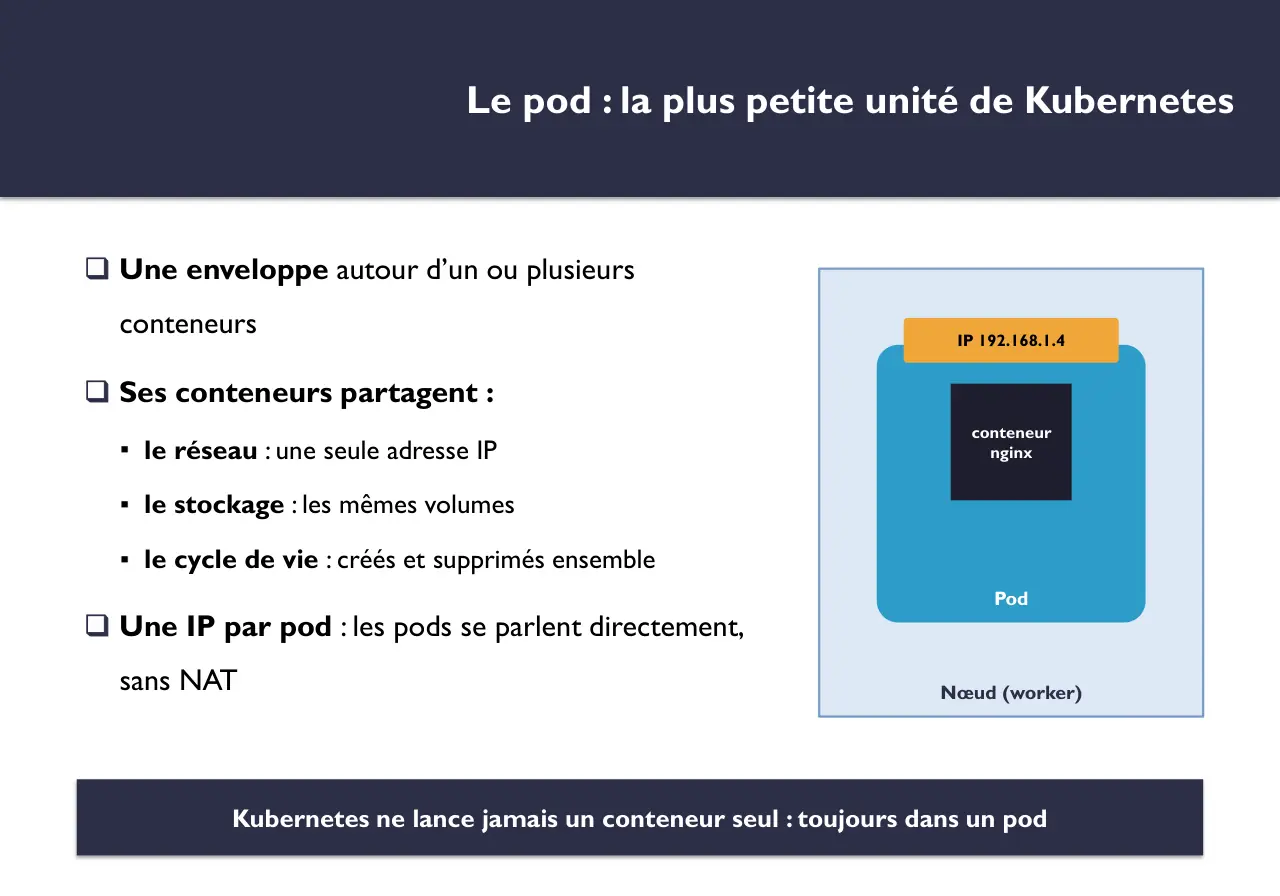 Le pod : la plus petite unité de Kubernetes
❑ Une enveloppe autour d’un ou plusieurs
conteneurs
❑ Ses conteneurs partagent :
▪ le réseau : une seule adresse IP
▪ le stockage : les mêmes volumes
▪ le cycle de vie : créés et supprimés ensemble
❑ Une IP par pod : les pods se parlent directement,
sans NAT
IP 192.168.1.4
conteneur
nginx
Pod
Nœud (worker)
Kubernetes ne lance jamais un conteneur seul : toujours dans un pod